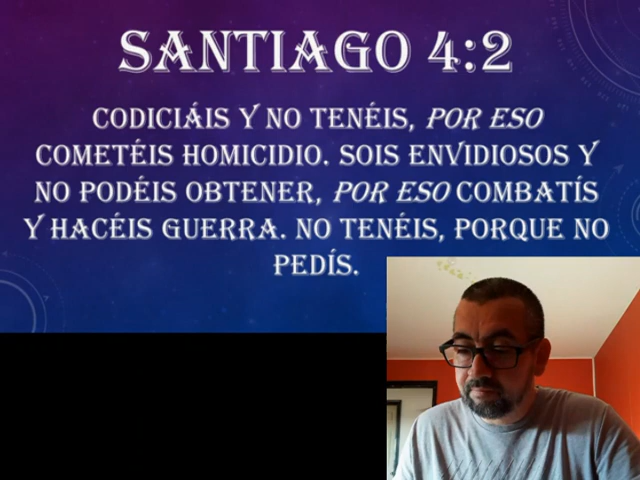 SANTIAGO 4:2
CODICIÁIS Y NO TENÉIS, POR ESO
COMETÉIS HOMICIDIO. SOIS ENVIDIOSOS Y
NO PODÉIS OBTENER, POR ESO COMBATÍS
Y HACÉIS GUERRA. NO TENÉIS, PORQUE NO
PEDÍS.